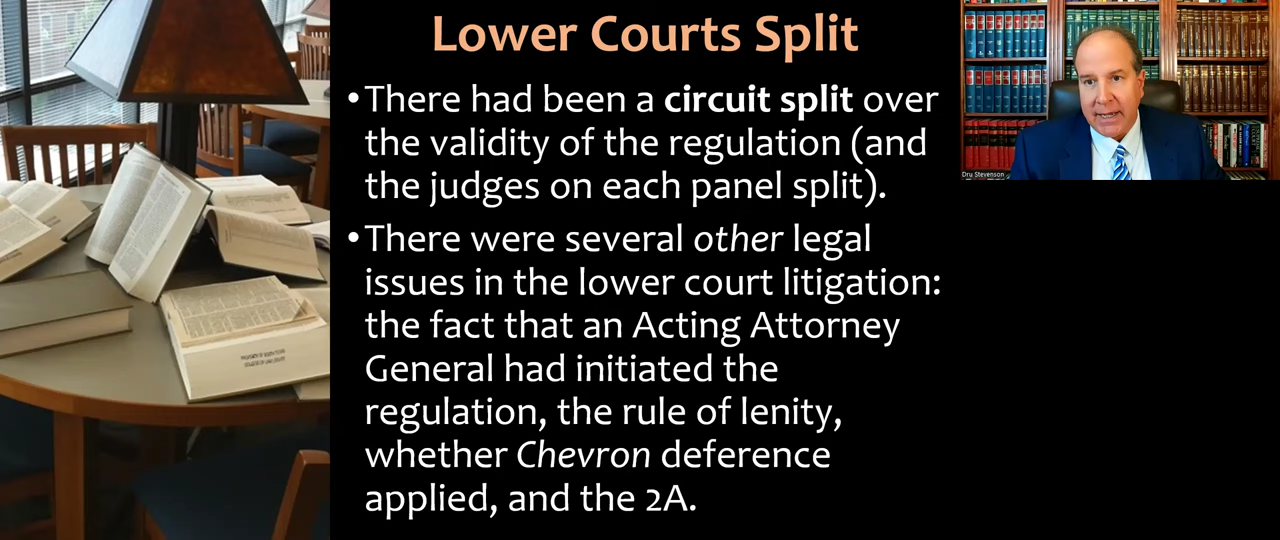 Lower Courts Split
•There had been a circuit split over
the validity of the regulation (and
the judges on each panel split).
•There were several other legal
issues in the lower court litigation:
the fact that an Acting Attorney
General had initiated the
regulation, the rule of lenity,
whether Chevron deference
applied, and the 2A.
Dru Stevenson